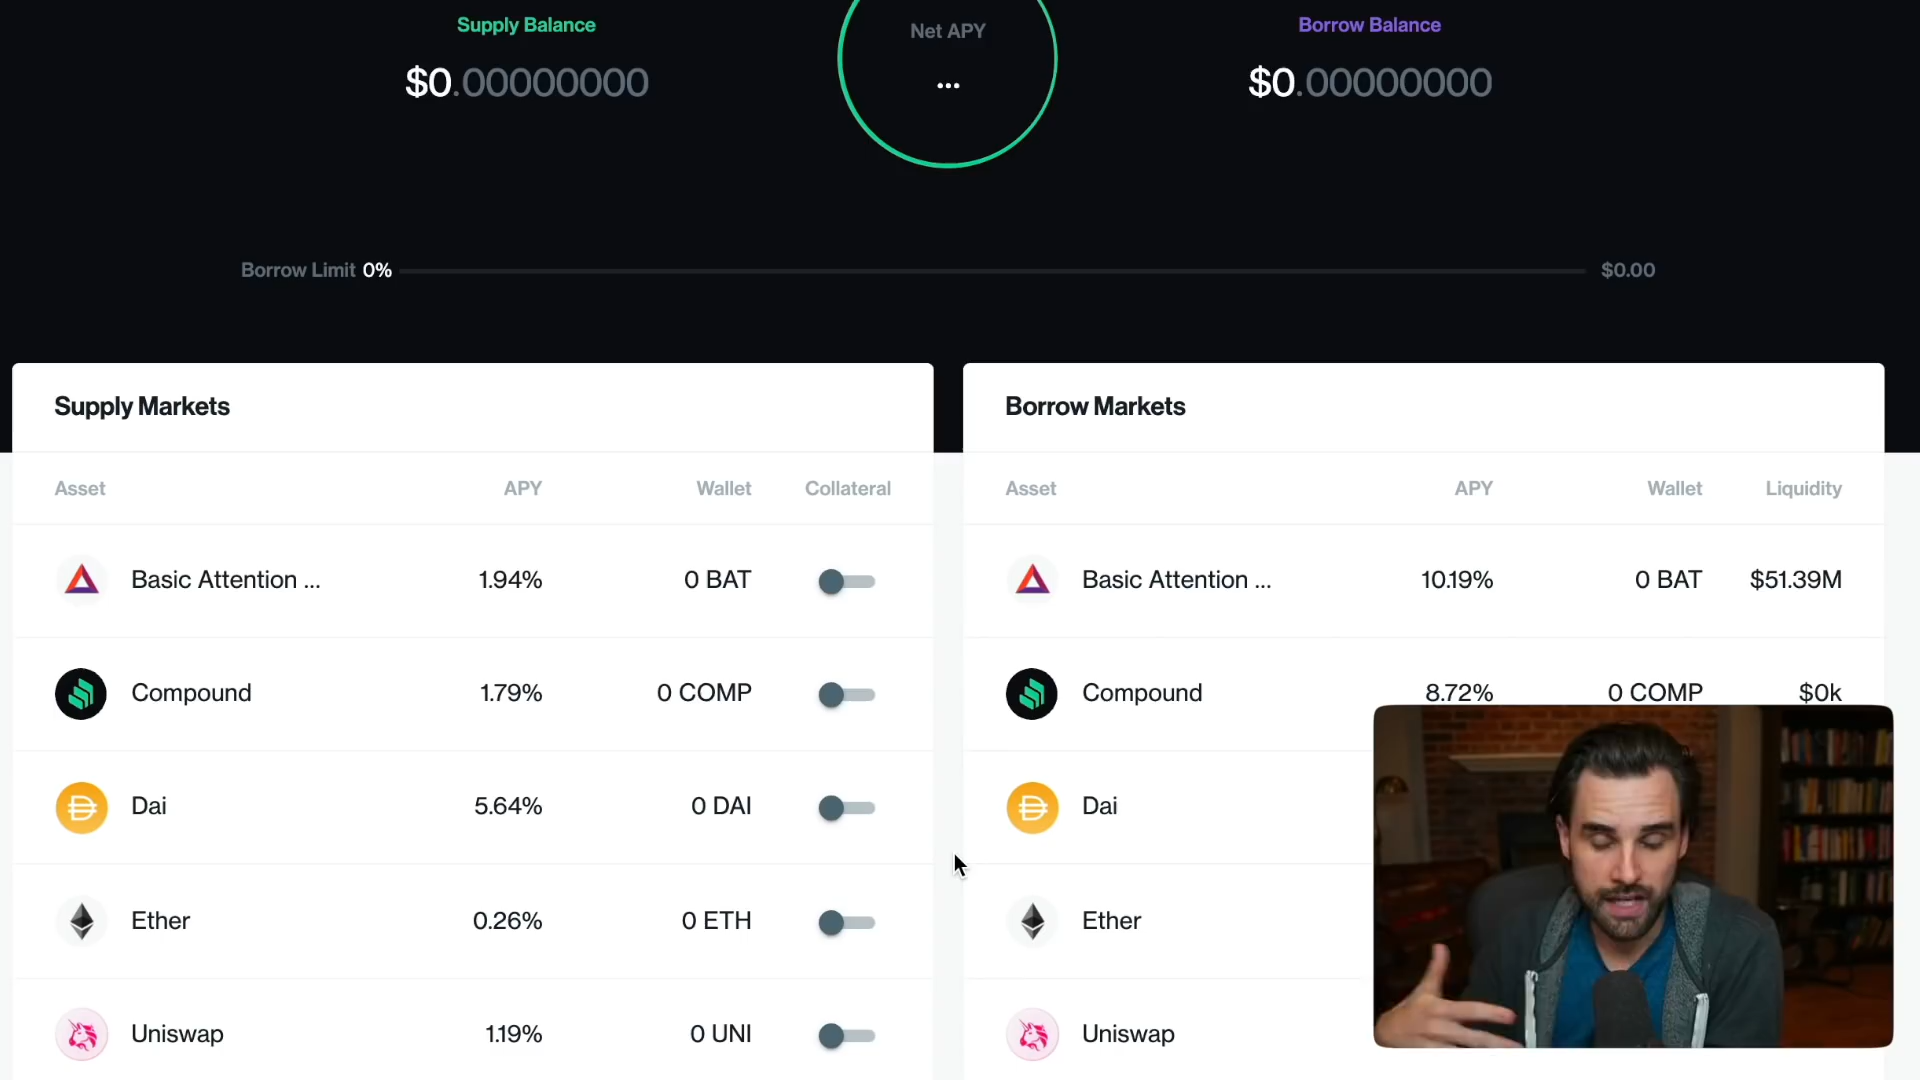 Supply Balance
Net APY
Borrow Balance
$0.00000000
...
$0.00000000
Borrow Limit 0%
$0.00
Supply Markets
Asset APY Wallet Collateral
Basic Attention ... 1.94% 0 BAT
Compound 1.79% 0 COMP
Dai 5.64% 0 DAI
Ether 0.26% 0 ETH
Uniswap 1.19% 0 UNI
Borrow Markets
Asset APY Wallet Liquidity
Basic Attention ... 10.19% 0 BAT $51.39M
Compound 8.72% 0 COMP $0k
Dai
Ether
Uniswap